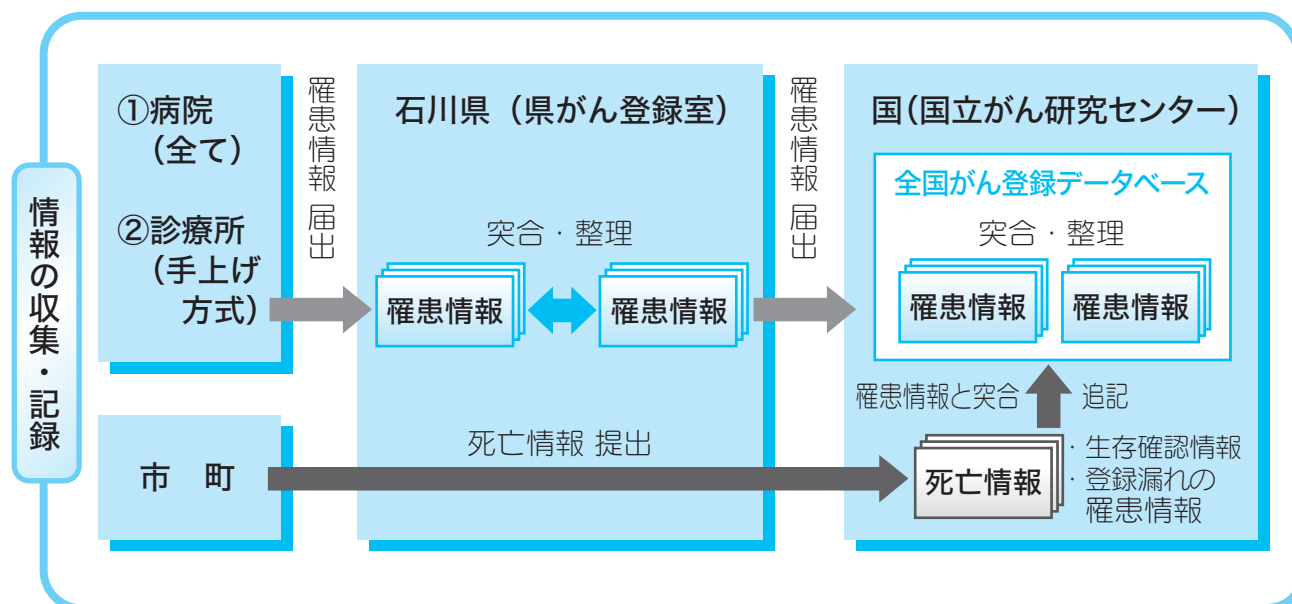 情報の収集・記録
①病院
（全て）
②診療所
（手上げ
方式）
罹患情報 届出
石川県（県がん登録室）
突合・整理
罹患情報
罹患情報
罹患情報 届出
国（国立がん研究センター）
全国がん登録データベース
突合・整理
罹患情報
罹患情報
罹患情報と突合
追記
市 町
死亡情報 提出
死亡情報
・生存確認情報
・登録漏れの
罹患情報